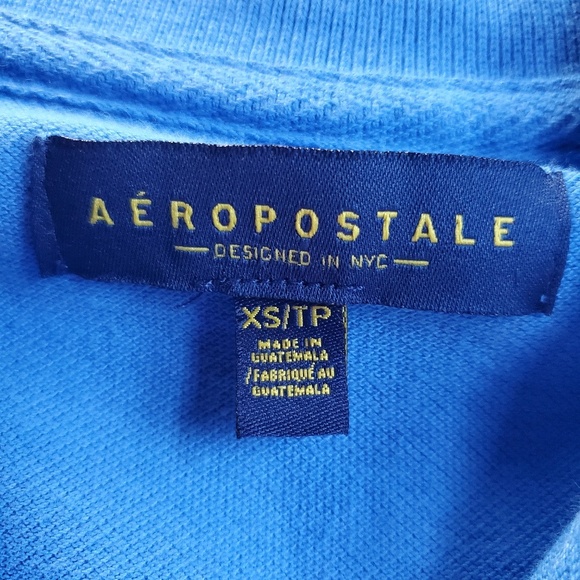 AÉROPOSTALE
— DESIGNED IN NYC —
XS/TP
MADE IN
GUATEMALA
/FABRIQUÉ AU
GUATEMALA